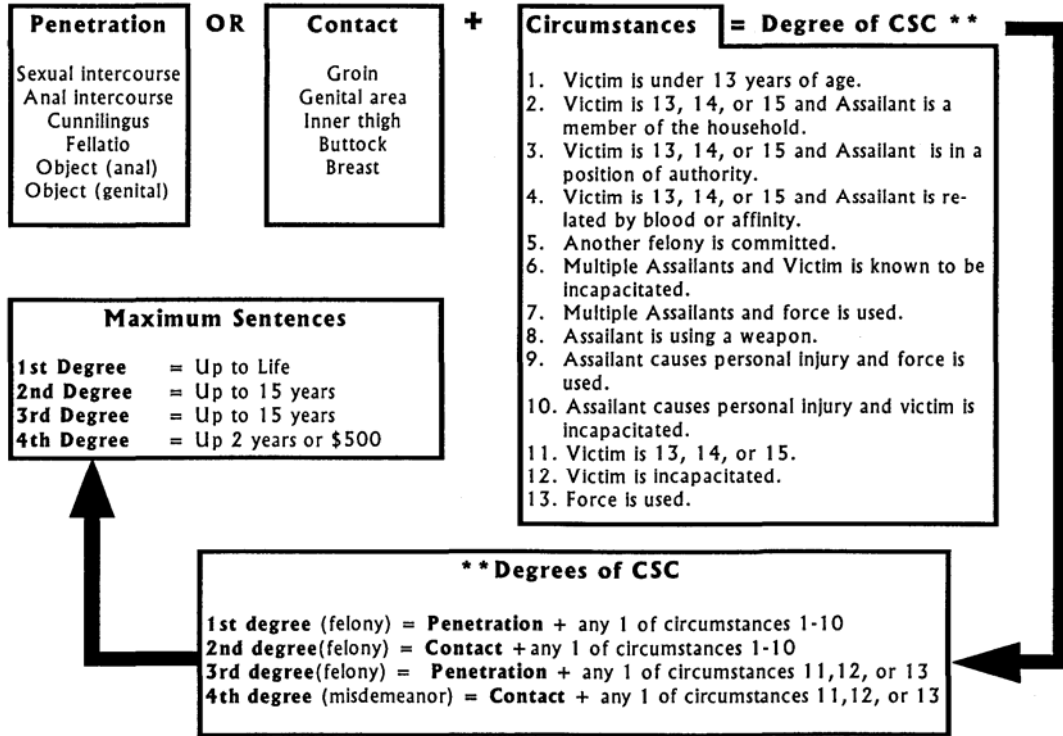 Penetration
Sexual intercourse
Anal intercourse
Cunnilingus
Fellatio
Object (anal)
Object (genital)
OR
Contact
Groin
Genital area
Inner thigh
Buttock
Breast
+
Circumstances = Degree of CSC **
1. Victim is under 13 years of age.
2. Victim is 13, 14, or 15 and Assailant is a
member of the household.
3. Victim is 13, 14, or 15 and Assailant is in a
position of authority.
4. Victim is 13, 14, or 15 and Assailant is re-
lated by blood or affinity.
5. Another felony is committed.
6. Multiple Assailants and Victim is known to be
incapacitated.
7. Multiple Assailants and force is used.
8. Assailant is using a weapon.
9. Assailant causes personal injury and force is
used.
10. Assailant causes personal injury and victim is
incapacitated.
11. Victim is 13, 14, or 15.
12. Victim is incapacitated.
13. Force is used.
Maximum Sentences
1st Degree = Up to Life
2nd Degree = Up to 15 years
3rd Degree = Up to 15 years
4th Degree = Up 2 years or $500
**Degrees of CSC
1st degree (felony) = Penetration + any 1 of circumstances 1-10
2nd degree(felony) = Contact +any 1 of circumstances 1-10
3rd degree(felony) = Penetration + any 1 of circumstances 11,12, or 13
4th degree (misdemeanor) = Contact + any 1 of circumstances 11,12, or 13